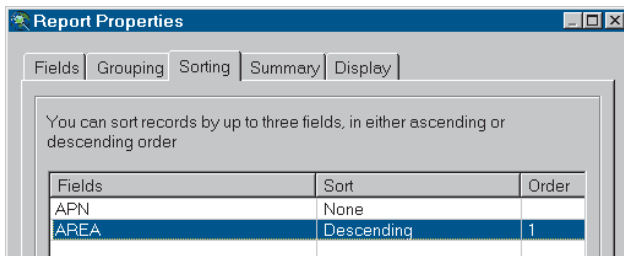 Report Properties
Fields Grouping Sorting Summary Display
You can sort records by up to three fields, in either ascending or
descending order
Fields Sort Order
APN None
AREA Descending 1